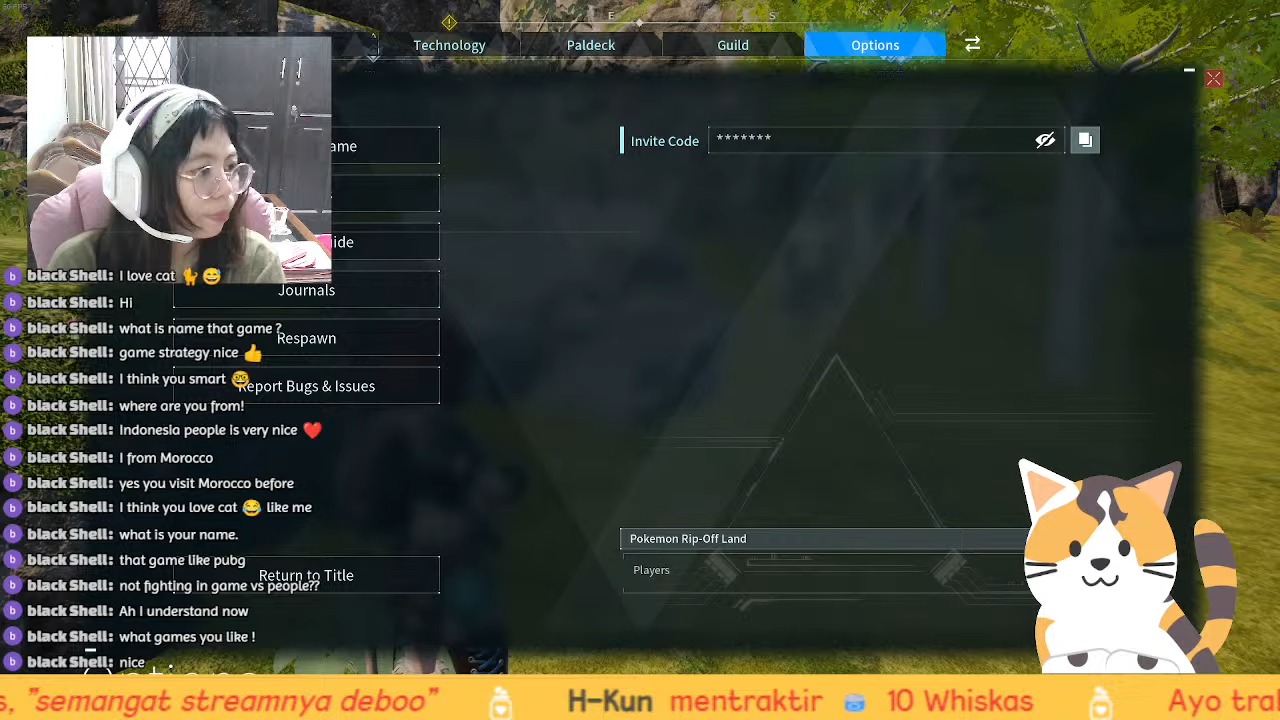 60 FPS
E
S
Technology
Paldeck
Guild
Options
Invite Code
*******
ame
ide
Journals
Respawn
Report Bugs & Issues
Return to Title
Pokemon Rip-Off Land
Players
black Shell: I love cat 🐈 😅
black Shell: Hi
black Shell: what is name that game ?
black Shell: game strategy nice 👍
black Shell: I think you smart 🤓
black Shell: where are you from!
black Shell: Indonesia people is very nice ❤️
black Shell: I from Morocco
black Shell: yes you visit Morocco before
black Shell: I think you love cat 😂 like me
black Shell: what is your name.
black Shell: that game like pubg
black Shell: not fighting in game vs people??
black Shell: Ah I understand now
black Shell: what games you like !
black Shell: nice
s, "semangat streamnya deboo" H-Kun mentraktir 10 Whiskas Ayo tra